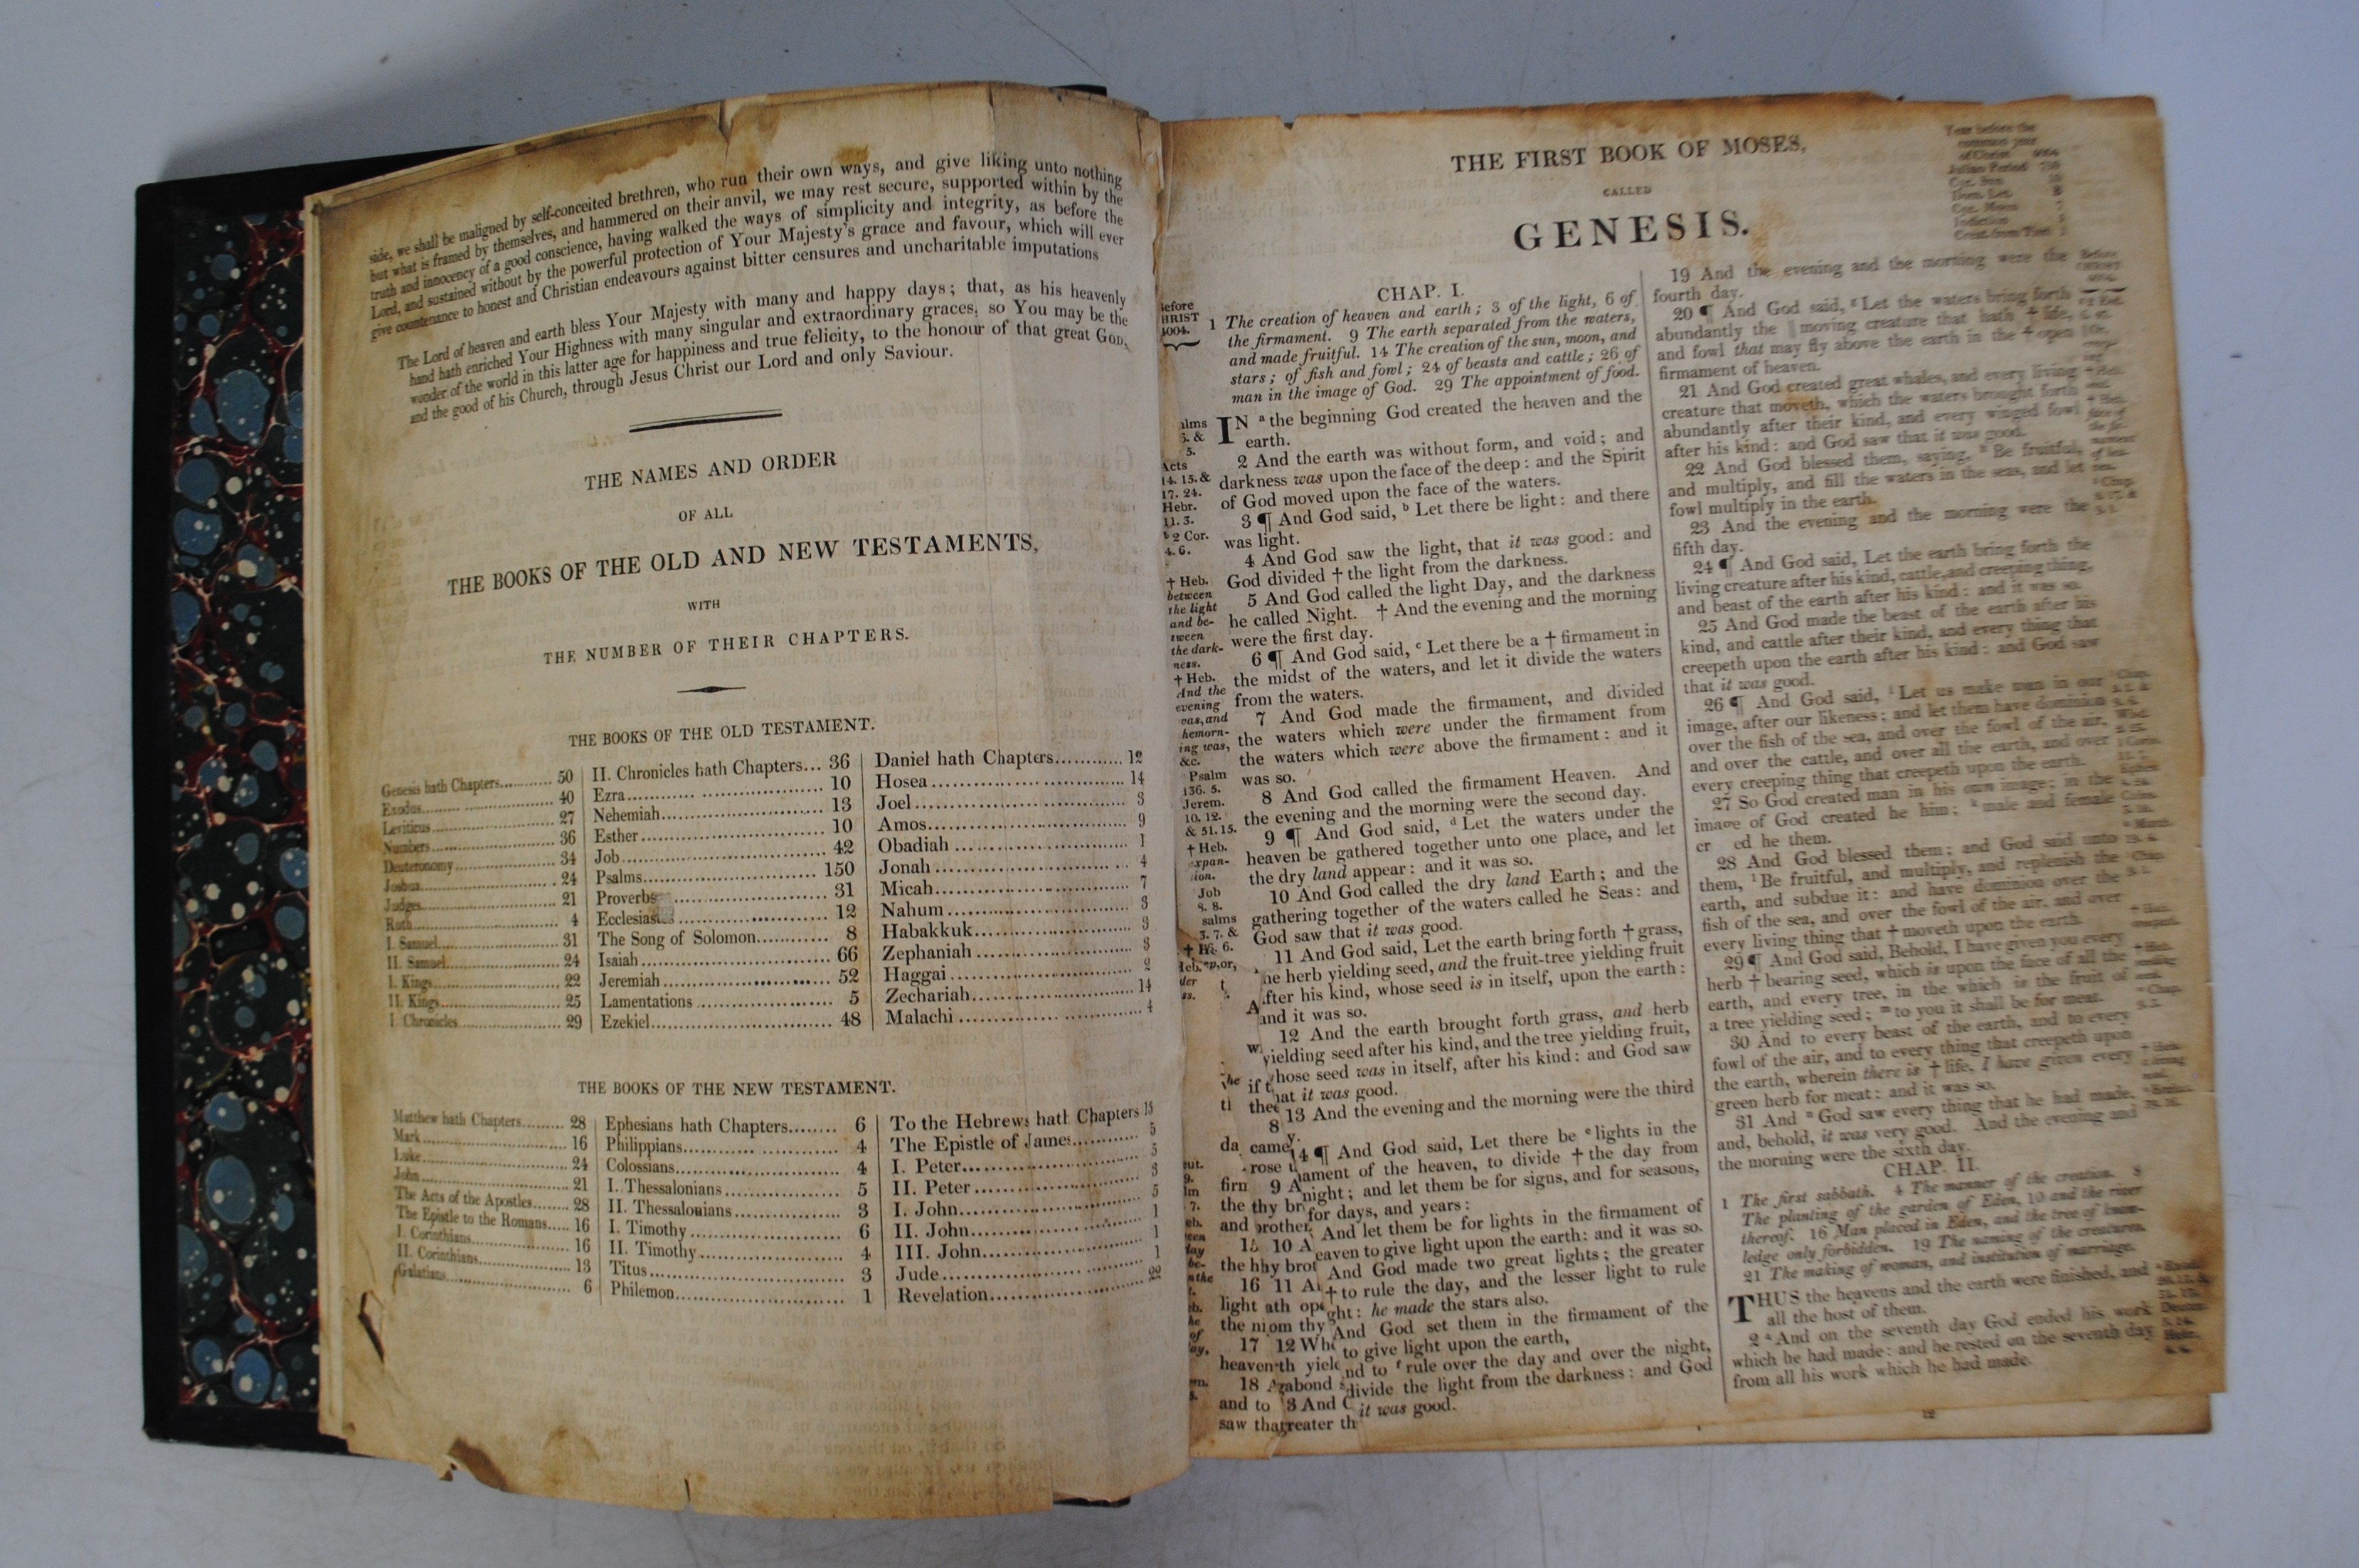 side, we shall be maligned by self-conceited brethren, who run their own ways, and give liking unto nothing
but what is framed by themselves, and hammered on their anvil, we may rest secure, supported within by the
truth and innocency of a good conscience, having walked the ways of simplicity and integrity, as before the
Lord, and sustained without by the powerful protection of Your Majesty's grace and favour, which will ever
give countenance to honest and Christian endeavours against bitter censures and uncharitable imputations
The Lord of heaven and earth bless Your Majesty with many and happy days; that, as his heavenly
hand hath enriched Your Highness with many singular and extraordinary graces, so You may be the
wonder of the world in this latter age for happiness and true felicity, to the honour of that great GOD,
and the good of his Church, through Jesus Christ our Lord and only Saviour.
THE NAMES AND ORDER
OF ALL
THE BOOKS OF THE OLD AND NEW TESTAMENTS,
WITH
THE NUMBER OF THEIR CHAPTERS.
THE BOOKS OF THE OLD TESTAMENT.
Genesis hath Chapters.......... 50
Exodus.......... 40
Leviticus.......... 27
Numbers.......... 36
Deuteronomy.......... 34
Joshua.......... 24
Judges.......... 21
Ruth.......... 4
I. Samuel.......... 31
II. Samuel.......... 24
I. Kings.......... 22
II. Kings.......... 25
I. Chronicles.......... 29
II. Chronicles hath Chapters... 36
Ezra.......... 10
Nehemiah.......... 13
Esther.......... 10
Job.......... 42
Psalms.......... 150
Proverbs .......... 31
Ecclesiastes.......... 12
The Song of Solomon.......... 8
Isaiah.......... 66
Jeremiah.......... 52
Lamentations .......... 5
Ezekiel.......... 48
Daniel hath Chapters.......... 12
Hosea.......... 14
Joel.......... 3
Amos.......... 9
Obadiah .......... 1
Jonah.......... 4
Micah.......... 7
Nahum.......... 3
Habakkuk.......... 3
Zephaniah .......... 3
Haggai .......... 2
Zechariah.......... 14
Malachi .......... 4
THE BOOKS OF THE NEW TESTAMENT.
Matthew hath Chapters......... 28
Mark.......... 16
Luke.......... 24
John.......... 21
The Acts of the Apostles........ 28
The Epistle to the Romans..... 16
I. Corinthians.......... 16
II. Corinthians.......... 13
Galatians.......... 6
Ephesians hath Chapters........ 6
Philippians.......... 4
Colossians.......... 4
I. Thessalonians.......... 5
II. Thessalonians.......... 3
I. Timothy.......... 6
II. Timothy.......... 4
Titus.......... 3
Philemon.......... 1
To the Hebrews hath Chapters 13
The Epistle of James.......... 5
I. Peter.......... 5
II. Peter.......... 3
I. John.......... 5
II. John.......... 1
III. John.......... 1
Jude.......... 1
Revelation.......... 22
THE FIRST BOOK OF MOSES,
CALLED
GENESIS.
CHAP. I.
1 The creation of heaven and earth; 3 of the light, 6 of
the firmament. 9 The earth separated from the waters,
and made fruitful. 14 The creation of the sun, moon, and
stars; of fish and fowl; 24 of beasts and cattle; 26 of
man in the image of God. 29 The appointment of food.
IN a the beginning God created the heaven and the
earth.
2 And the earth was without form, and void; and
darkness was upon the face of the deep: and the Spirit
of God moved upon the face of the waters.
3 ¶ And God said, b Let there be light: and there
was light.
4 And God saw the light, that it was good: and
God divided † the light from the darkness.
5 And God called the light Day, and the darkness
he called Night. † And the evening and the morning
were the first day.
6 ¶ And God said, c Let there be a † firmament in
the midst of the waters, and let it divide the waters
from the waters.
7 And God made the firmament, and divided
the waters which were under the firmament from
the waters which were above the firmament: and it
was so.
8 And God called the firmament Heaven. And
the evening and the morning were the second day.
9 ¶ And God said, d Let the waters under the
heaven be gathered together unto one place, and let
the dry land appear: and it was so.
10 And God called the dry land Earth; and the
gathering together of the waters called he Seas: and
God saw that it was good.
11 And God said, Let the earth bring forth † grass,
he herb yielding seed, and the fruit-tree yielding fruit
after his kind, whose seed is in itself, upon the earth:
and it was so.
12 And the earth brought forth grass, and herb
yielding seed after his kind, and the tree yielding fruit,
whose seed was in itself, after his kind: and God saw
hat it was good.
13 And the evening and the morning were the third
y.
14 ¶ And God said, Let there be e lights in the
ament of the heaven, to divide † the day from
night; and let them be for signs, and for seasons,
for days, and years:
And let them be for lights in the firmament of
eaven to give light upon the earth: and it was so.
And God made two great lights; the greater
† to rule the day, and the lesser light to rule
ght: he made the stars also.
And God set them in the firmament of the
to give light upon the earth,
nd to f rule over the day and over the night,
divide the light from the darkness: and God
it was good.
19 And the evening and the morning were the
fourth day.
20 ¶ And God said, g Let the waters bring forth
abundantly the || moving creature that hath † life,
and fowl that may fly above the earth in the † open
firmament of heaven.
21 And God created great whales, and every living
creature that moveth, which the waters brought forth
abundantly after their kind, and every winged fowl
after his kind: and God saw that it was good.
22 And God blessed them, saying, h Be fruitful,
and multiply, and fill the waters in the seas, and let
fowl multiply in the earth.
23 And the evening and the morning were the
fifth day.
24 ¶ And God said, Let the earth bring forth the
living creature after his kind, cattle, and creeping thing,
and beast of the earth after his kind: and it was so.
25 And God made the beast of the earth after his
kind, and cattle after their kind, and every thing that
creepeth upon the earth after his kind: and God saw
that it was good.
26 ¶ And God said, i Let us make man in our
image, after our likeness; and let them have dominion
over the fish of the sea, and over the fowl of the air,
and over the cattle, and over all the earth, and over
every creeping thing that creepeth upon the earth.
27 So God created man in his own image; in the
image of God created he him; k male and female
cr ed he them.
28 And God blessed them; and God said unto
them, l Be fruitful, and multiply, and replenish the
earth, and subdue it: and have dominion over the
fish of the sea, and over the fowl of the air, and over
every living thing that † moveth upon the earth.
29 ¶ And God said, Behold, I have given you every
herb † bearing seed, which is upon the face of all the
earth, and every tree, in the which is the fruit of
a tree yielding seed; m to you it shall be for meat.
30 And to every beast of the earth, and to every
fowl of the air, and to every thing that creepeth upon
the earth, wherein there is † life, I have given every
green herb for meat: and it was so.
31 And n God saw every thing that he had made,
and, behold, it was very good. And the evening and
the morning were the sixth day.
CHAP. II.
1 The first sabbath. 4 The manner of the creation. 8
The planting of the garden of Eden, 10 and the river
thereof. 16 Man placed in Eden, and the tree of know-
ledge only forbidden. 19 The naming of the creatures.
21 The making of woman, and institution of marriage.
THUS the heavens and the earth were finished, and
all the host of them.
2 a And on the seventh day God ended his work
which he had made: and he rested on the seventh day
from all his work which he had made.